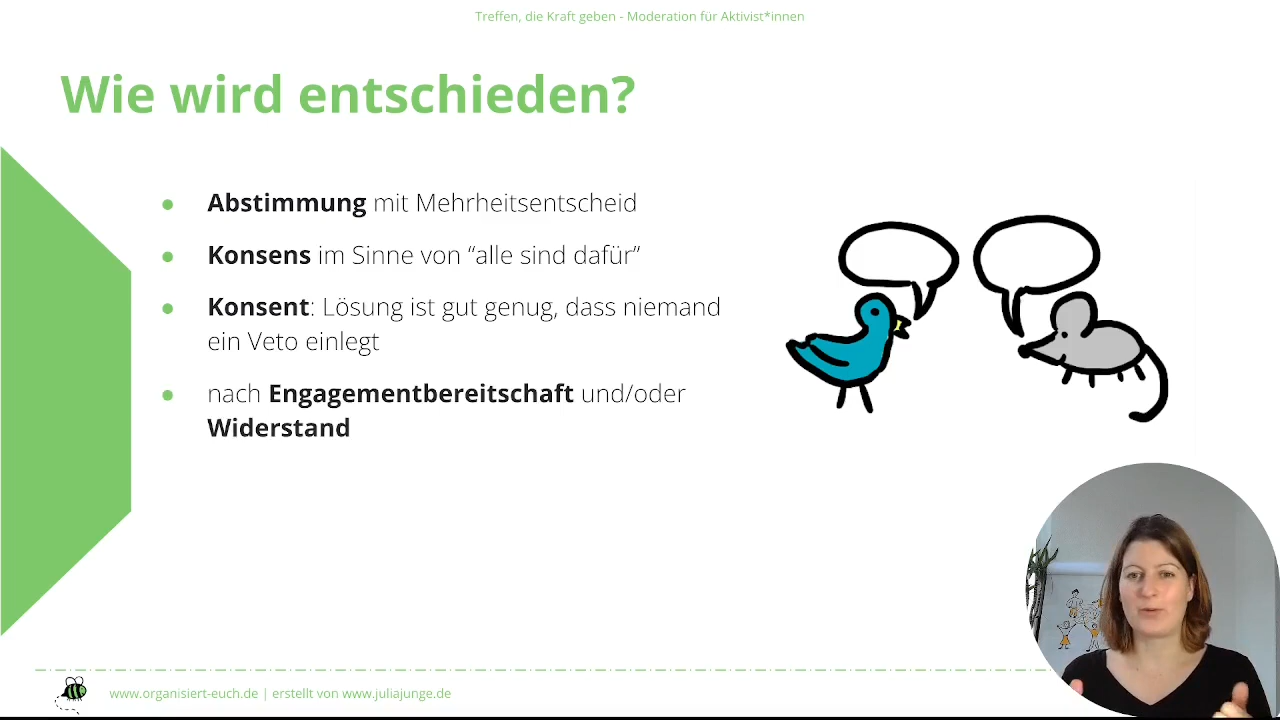 Treffen, die Kraft geben - Moderation für Aktivist*innen
Wie wird entschieden?
● Abstimmung mit Mehrheitsentscheid
● Konsens im Sinne von “alle sind dafür”
● Konsent: Lösung ist gut genug, dass niemand
ein Veto einlegt
● nach Engagementbereitschaft und/oder
Widerstand
www.organisiert-euch.de | erstellt von www.juliajunge.de